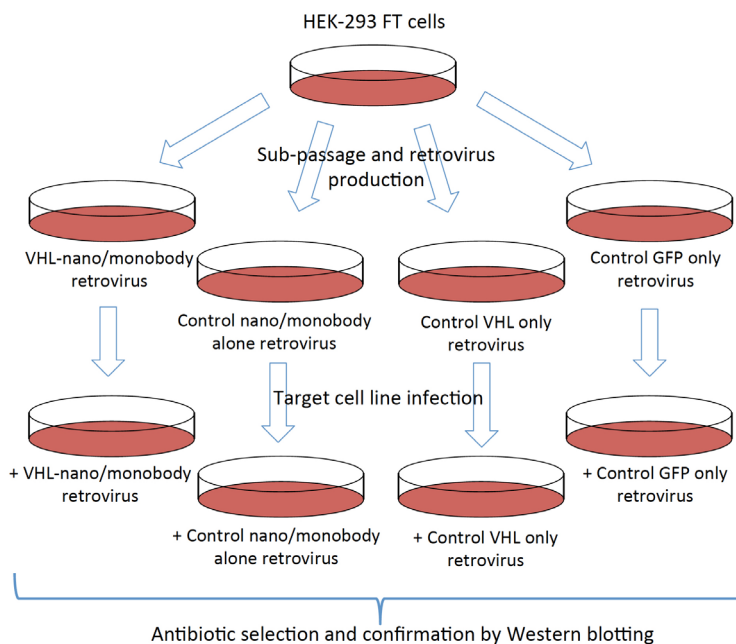 HEK-293 FT cells
Sub-passage and retrovirus
production
VHL-nano/monobody
retrovirus
Control nano/monobody
alone retrovirus
Control VHL only
retrovirus
Control GFP only
retrovirus
Target cell line infection
+ VHL-nano/monobody
retrovirus
+ Control nano/monobody
alone retrovirus
+ Control VHL only
retrovirus
+ Control GFP only
retrovirus
Antibiotic selection and confirmation by Western blotting